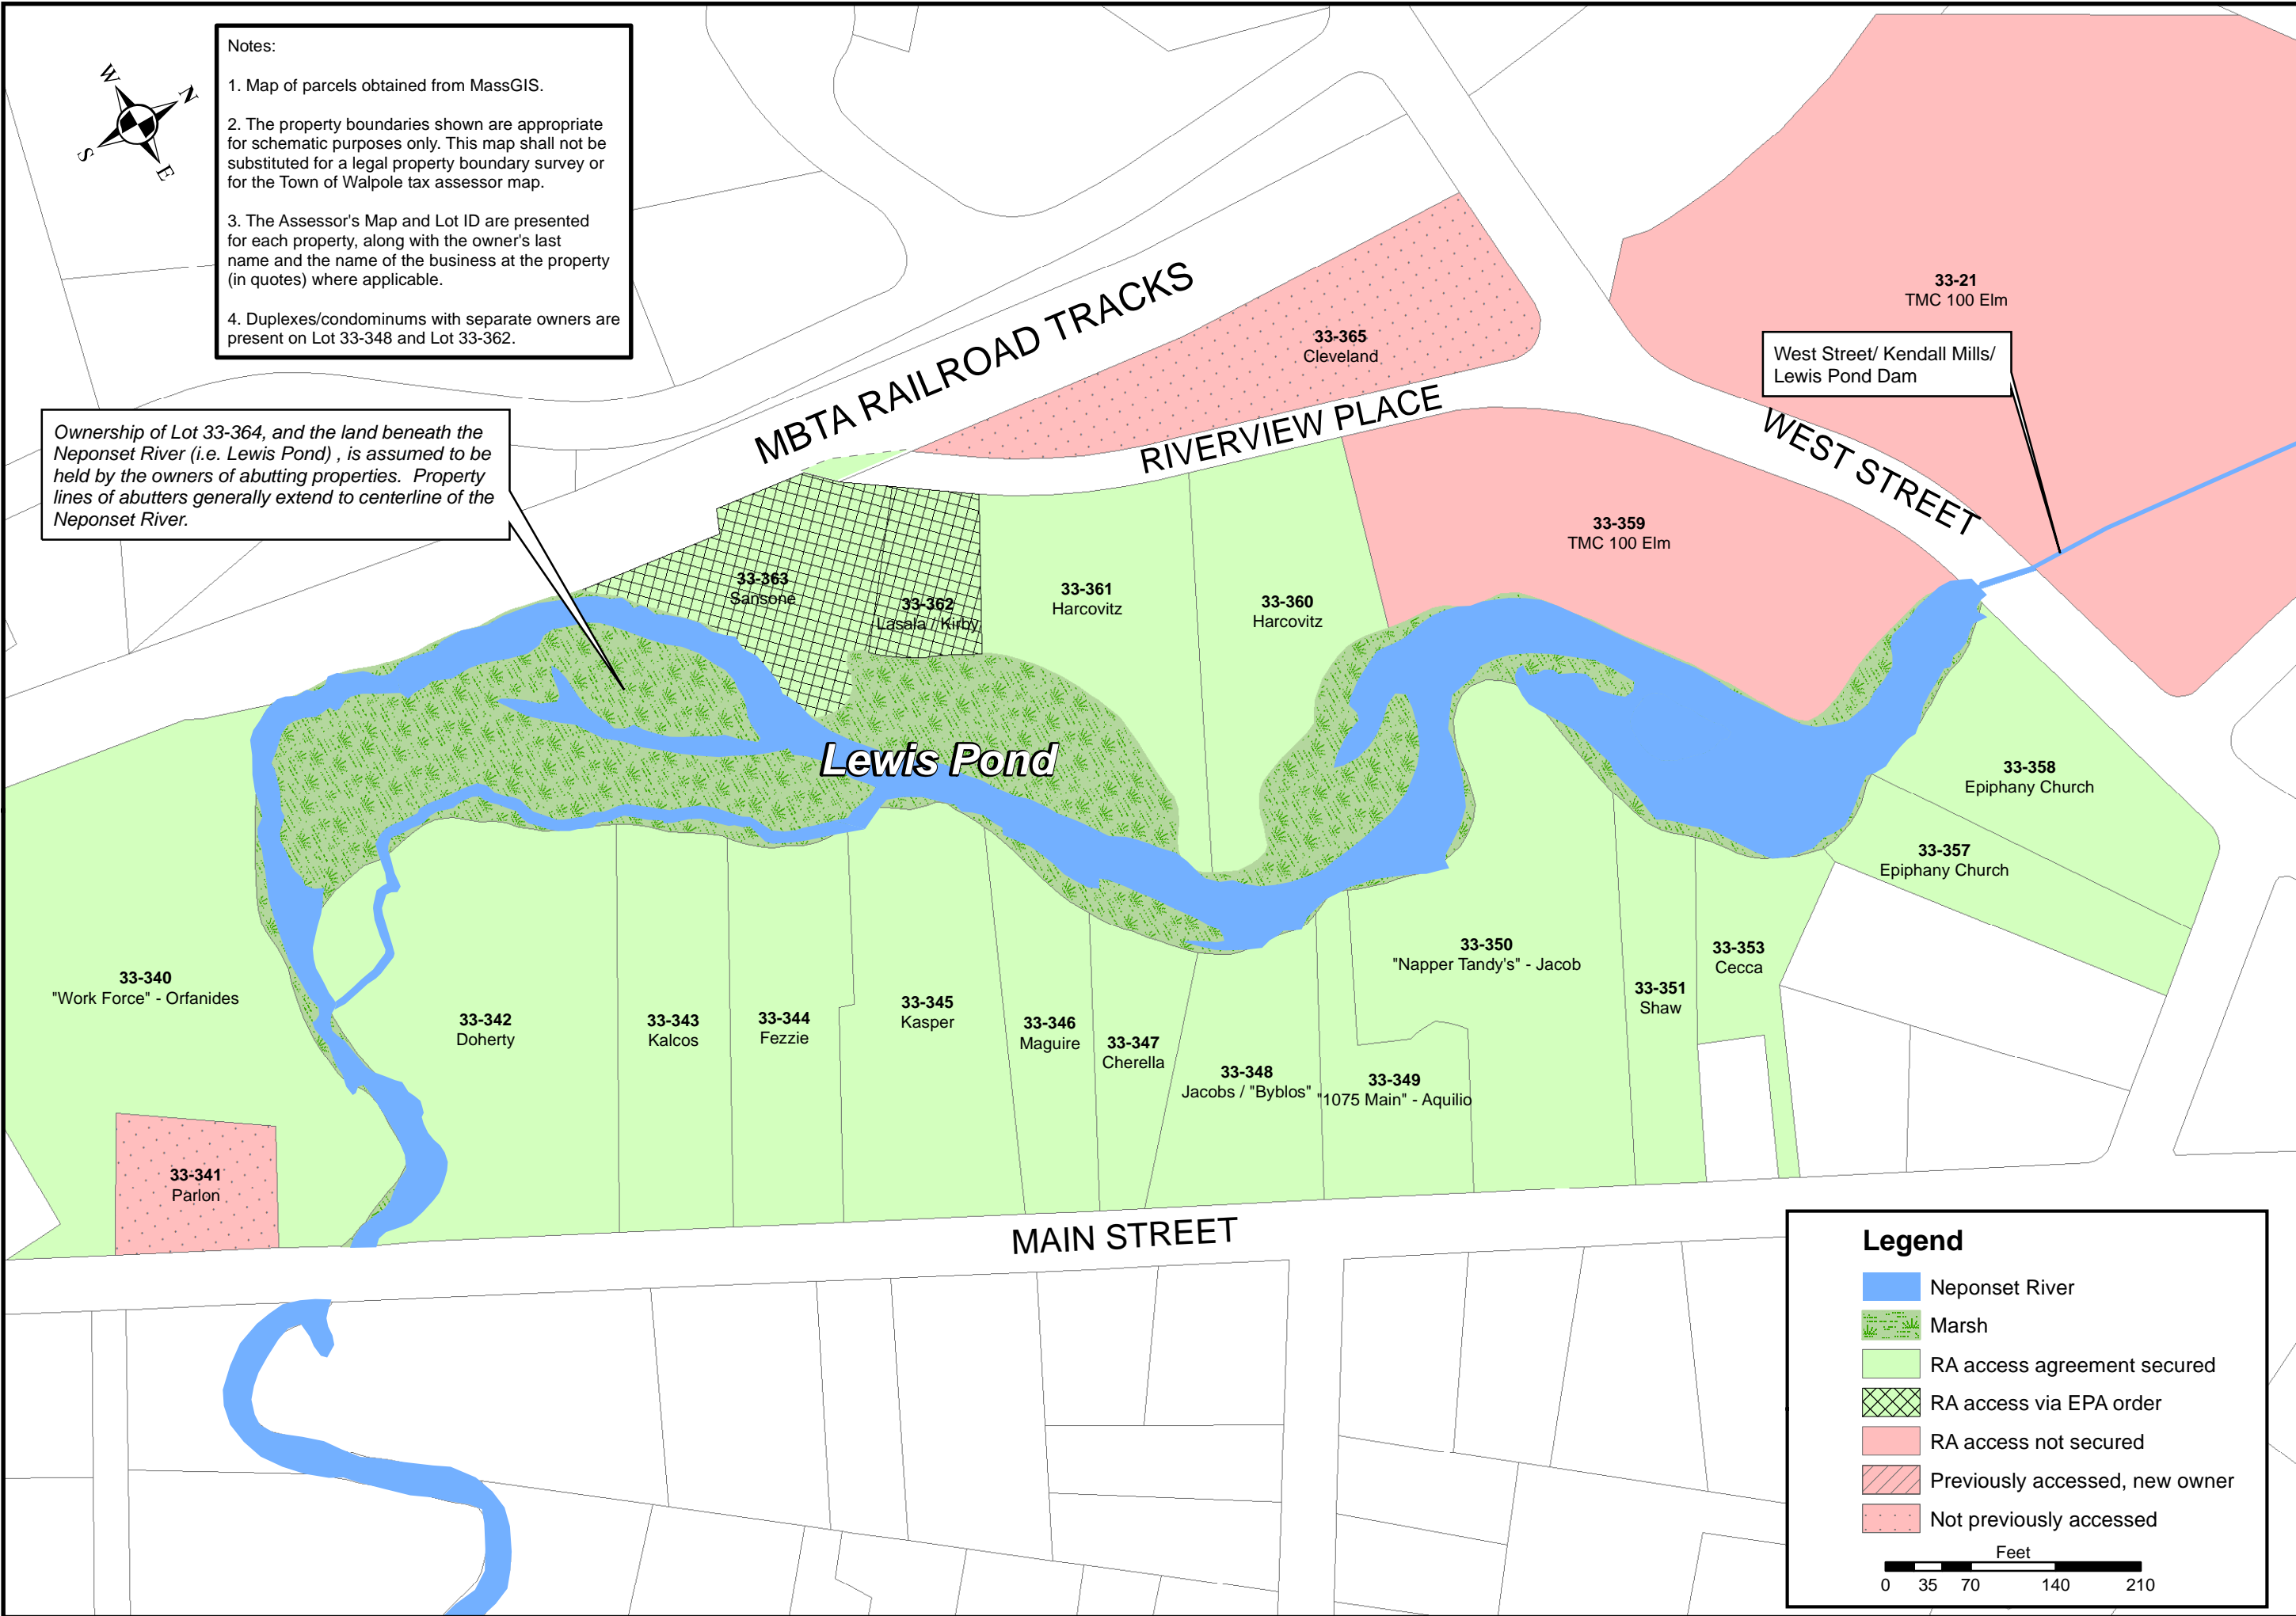 W
N
S
E
Notes:
1. Map of parcels obtained from MassGIS.
2. The property boundaries shown are appropriate
for schematic purposes only. This map shall not be
substituted for a legal property boundary survey or
for the Town of Walpole tax assessor map.
3. The Assessor's Map and Lot ID are presented
for each property, along with the owner's last
name and the name of the business at the property
(in quotes) where applicable.
4. Duplexes/condominums with separate owners are
present on Lot 33-348 and Lot 33-362.
33-21
TMC 100 Elm
MBTA RAILROAD TRACKS
33-365
Cleveland
West Street/ Kendall Mills/
Lewis Pond Dam
RIVERVIEW PLACE
WEST STREET
Ownership of Lot 33-364, and the land beneath the
Neponset River (i.e. Lewis Pond) , is assumed to be
held by the owners of abutting properties. Property
lines of abutters generally extend to centerline of the
Neponset River.
33-359
TMC 100 Elm
33-363
Sansone
33-362
Lasala / Kirby
33-361
Harcovitz
33-360
Harcovitz
Lewis Pond
33-358
Epiphany Church
33-357
Epiphany Church
33-340
"Work Force" - Orfanides
33-342
Doherty
33-343
Kalcos
33-344
Fezzie
33-345
Kasper
33-346
Maguire
33-347
Cherella
33-348
Jacobs / "Byblos"
33-349
"1075 Main" - Aquilio
33-350
"Napper Tandy's" - Jacob
33-351
Shaw
33-353
Cecca
33-341
Parlon
MAIN STREET
Legend
Neponset River
Marsh
RA access agreement secured
RA access via EPA order
RA access not secured
Previously accessed, new owner
Not previously accessed
Feet
0 35 70 140 210